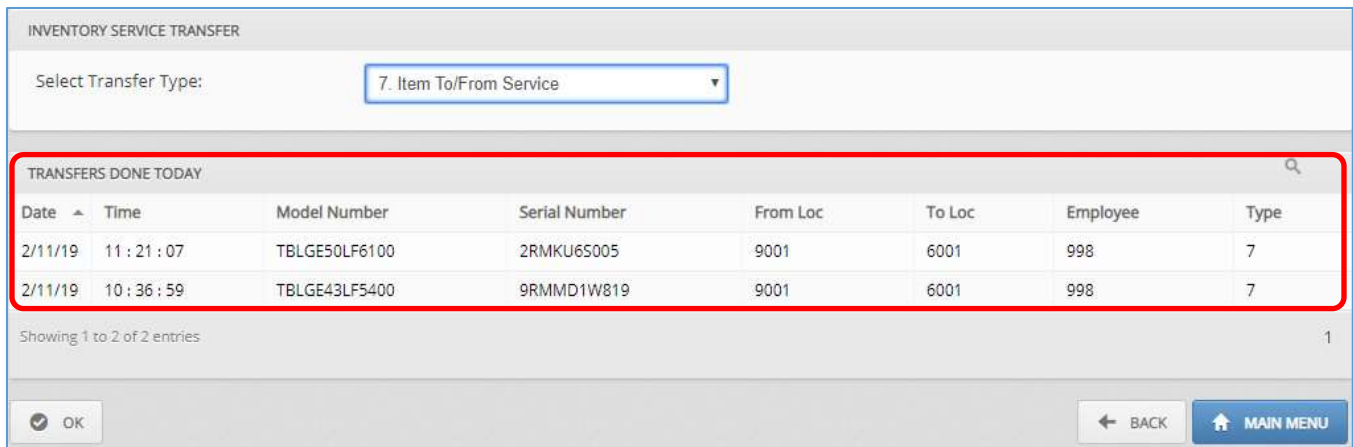 INVENTORY SERVICE TRANSFER
Select Transfer Type: 7. Item To/From Service
TRANSFERS DONE TODAY
Date Time Model Number Serial Number From Loc To Loc Employee Type
2/11/19 11 : 21 : 07 TBLGE50LF6100 2RMKU6S005 9001 6001 998 7
2/11/19 10 : 36 : 59 TBLGE43LF5400 9RMMD1W819 9001 6001 998 7
Showing 1 to 2 of 2 entries 1
OK BACK MAIN MENU